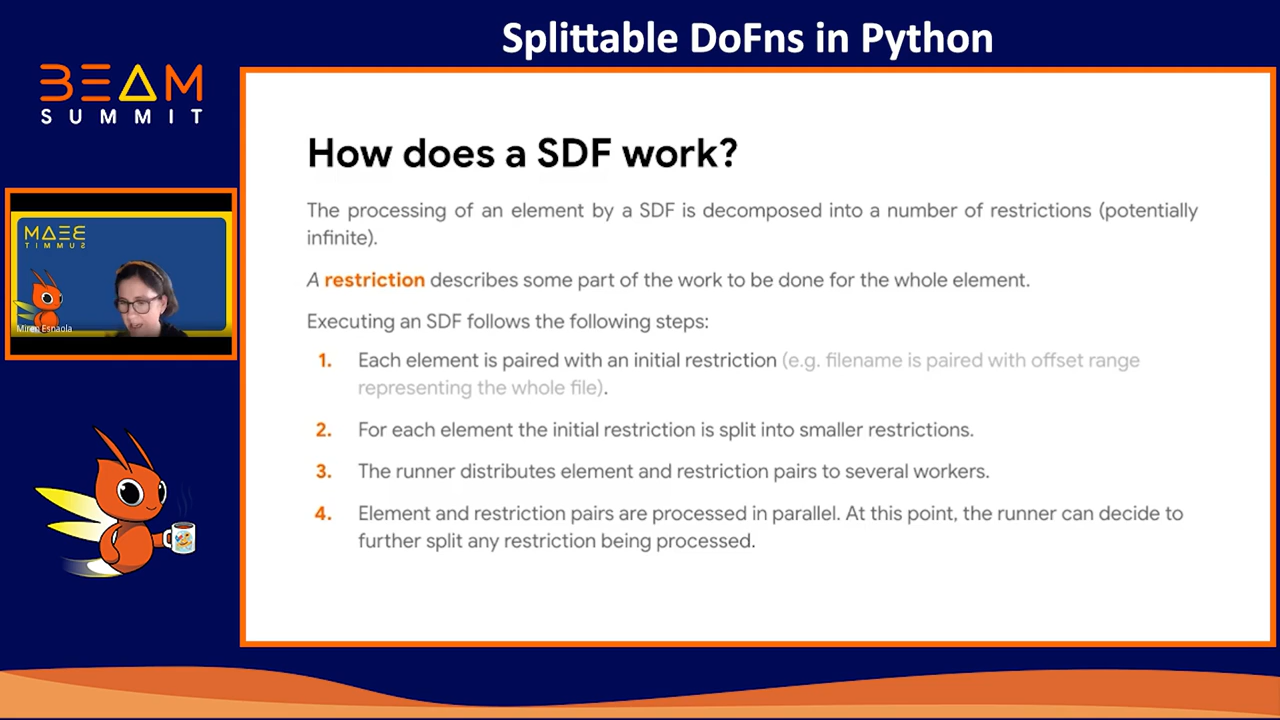 Splittable DoFns in Python
BEAM
SUMMIT
How does a SDF work?
The processing of an element by a SDF is decomposed into a number of restrictions (potentially
infinite).
A restriction describes some part of the work to be done for the whole element.
Executing an SDF follows the following steps:
1. Each element is paired with an initial restriction (e.g. filename is paired with offset range
representing the whole file).
2. For each element the initial restriction is split into smaller restrictions.
3. The runner distributes element and restriction pairs to several workers.
4. Element and restriction pairs are processed in parallel. At this point, the runner can decide to
further split any restriction being processed.
BEAM
SUMMIT
Miren Esnaola